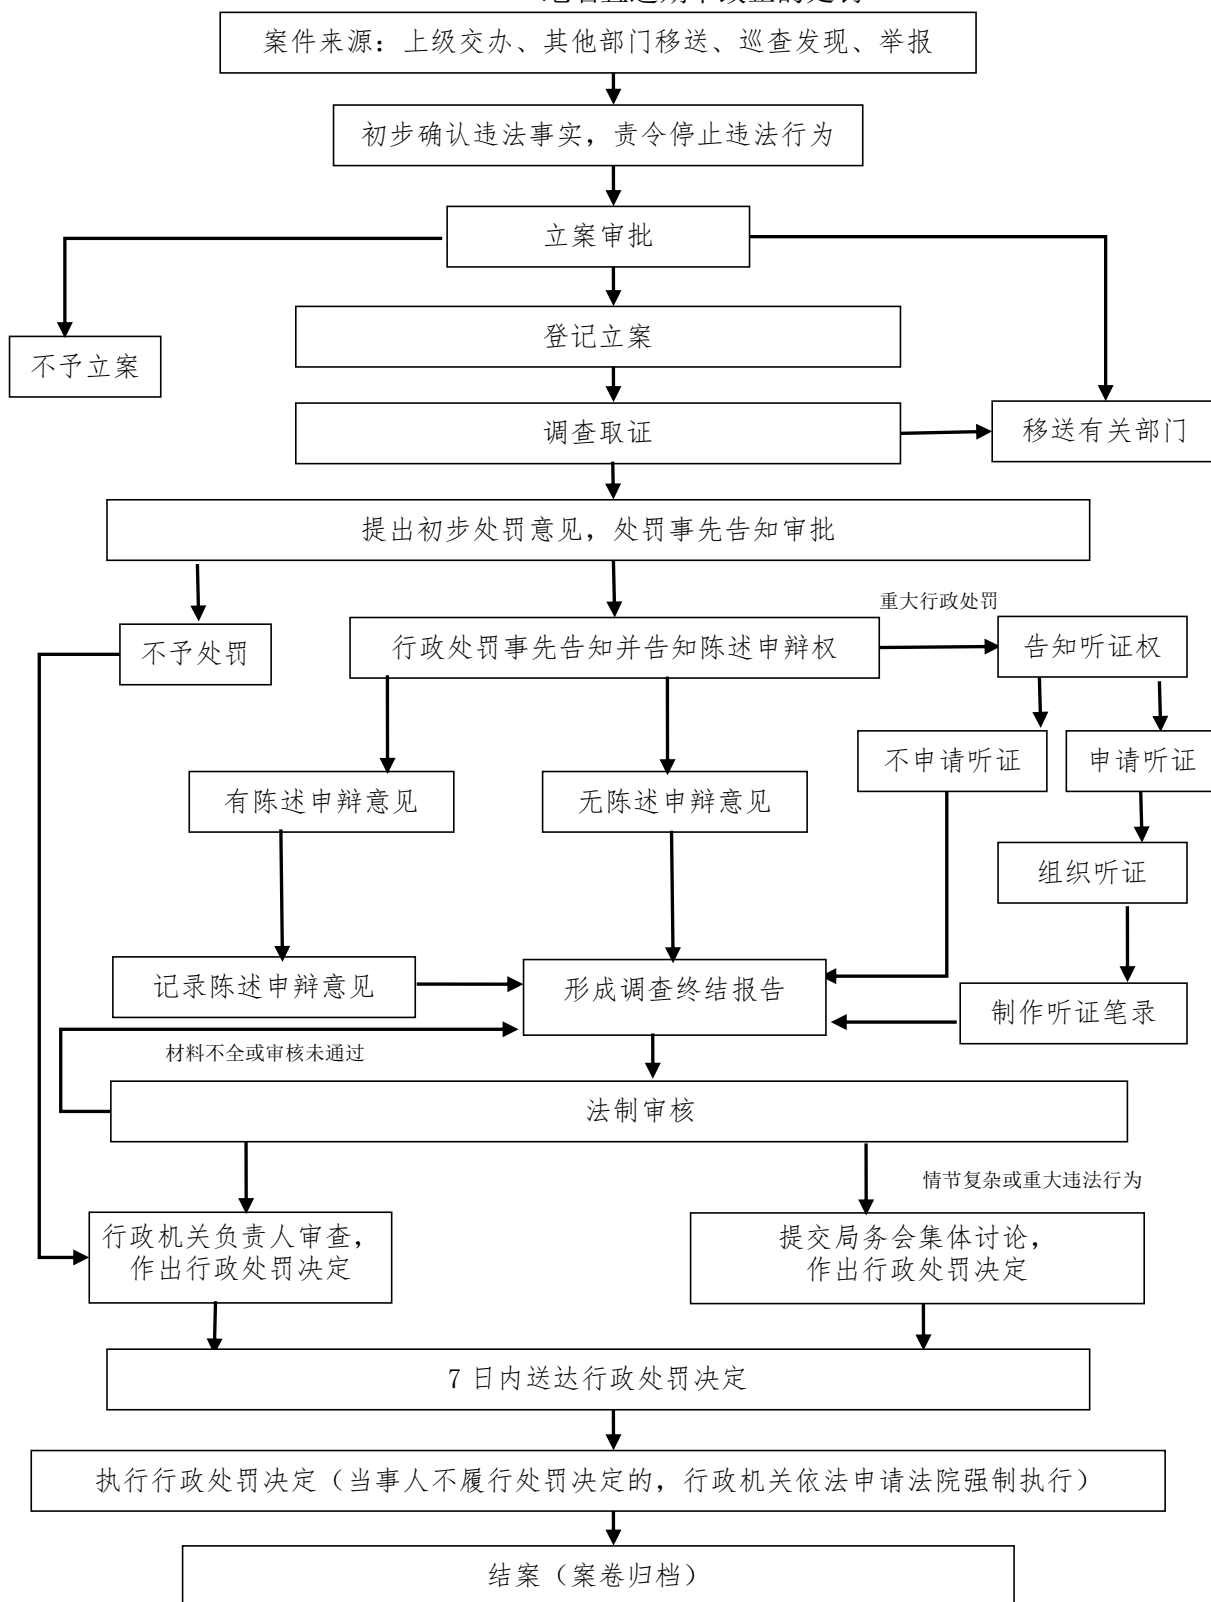 案件来源：上级交办、其他部门移送、巡查发现、举报
初步确认违法事实，责令停止违法行为
立案审批
登记立案
不予立案
调查取证
移送有关部门
提出初步处罚意见，处罚事先告知审批
重大行政处罚
不予处罚
行政处罚事先告知并告知陈述申辩权
告知听证权
不申请听证
申请听证
有陈述申辩意见
无陈述申辩意见
组织听证
记录陈述申辩意见
形成调查终结报告
制作听证笔录
材料不全或审核未通过
法制审核
情节复杂或重大违法行为
行政机关负责人审查，
作出行政处罚决定
提交局务会集体讨论，
作出行政处罚决定
7 日内送达行政处罚决定
执行行政处罚决定（当事人不履行处罚决定的，行政机关依法申请法院强制执行）
结案（案卷归档）